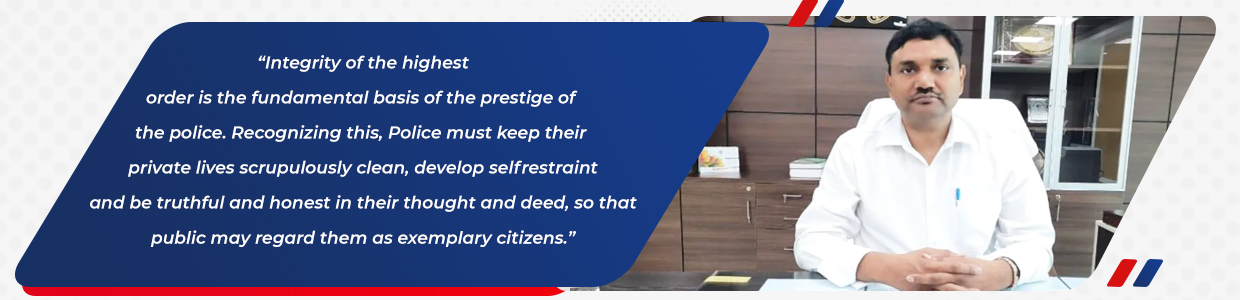 “Integrity of the highest
order is the fundamental basis of the prestige of
the police. Recognizing this, Police must keep their
private lives scrupulously clean, develop selfrestraint
and be truthful and honest in their thought and deed, so that
public may regard them as exemplary citizens.”